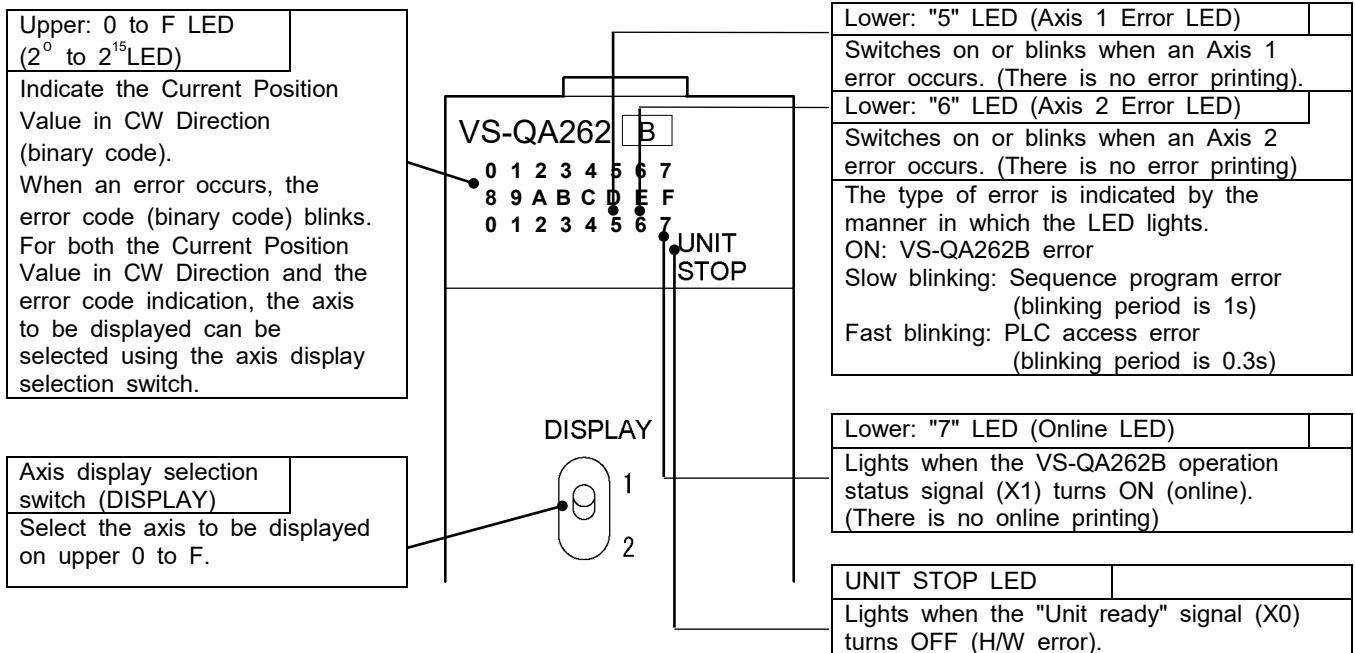 Upper: 0 to F LED
(2⁰ to 2¹⁵LED)
Indicate the Current Position
Value in CW Direction
(binary code).
When an error occurs, the
error code (binary code) blinks.
For both the Current Position
Value in CW Direction and the
error code indication, the axis
to be displayed can be
selected using the axis display
selection switch.
Axis display selection
switch (DISPLAY)
Select the axis to be displayed
on upper 0 to F.
VS-QA262 B
0 1 2 3 4 5 6 7
8 9 A B C D E F
0 1 2 3 4 5 6 7
UNIT
STOP
DISPLAY
1
2
Lower: "5" LED (Axis 1 Error LED)
Switches on or blinks when an Axis 1
error occurs. (There is no error printing).
Lower: "6" LED (Axis 2 Error LED)
Switches on or blinks when an Axis 2
error occurs. (There is no error printing)
The type of error is indicated by the
manner in which the LED lights.
ON: VS-QA262B error
Slow blinking: Sequence program error
(blinking period is 1s)
Fast blinking: PLC access error
(blinking period is 0.3s)
Lower: "7" LED (Online LED)
Lights when the VS-QA262B operation
status signal (X1) turns ON (online).
(There is no online printing)
UNIT STOP LED
Lights when the "Unit ready" signal (X0)
turns OFF (H/W error).